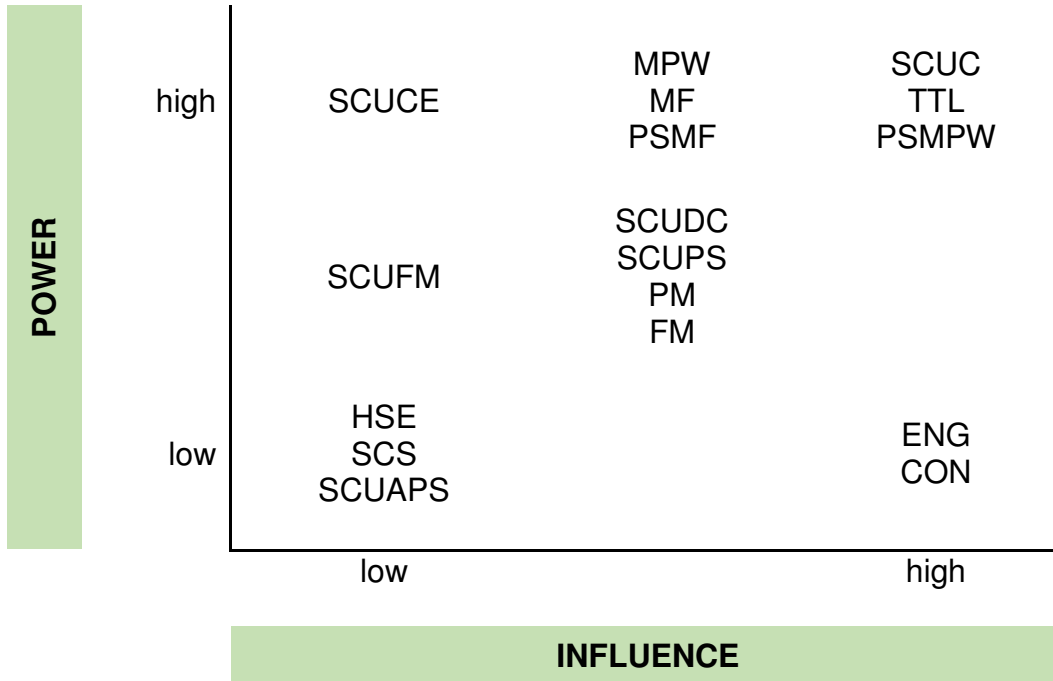 POWER
high
SCUCE
MPW
MF
PSMF
SCUC
TTL
PSMPW
SCUFM
SCUDC
SCUPS
PM
FM
low
HSE
SCS
SCUAPS
ENG
CON
low
high
INFLUENCE